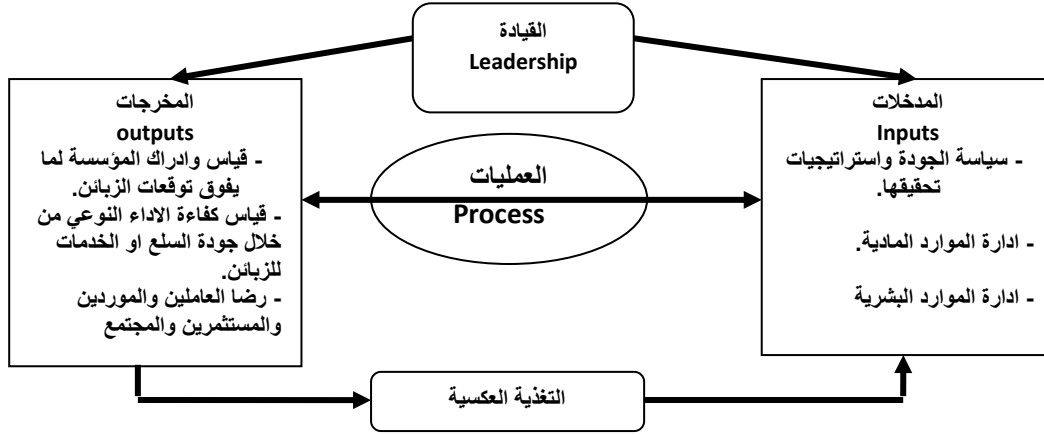 القيادة
Leadership
المدخلات
Inputs
- سياسة الجودة واستراتيجيات
تحقيقها.
- ادارة الموارد المادية.
- ادارة الموارد البشرية
العمليات
Process
المخرجات
outputs
- قياس وادراك المؤسسة لما
يفوق توقعات الزبائن.
- قياس كفاءة الاداء النوعي من
خلال جودة السلع او الخدمات
للزبائن.
- رضا العاملين والموردين
والمستثمرين والمجتمع
التغذية العكسية